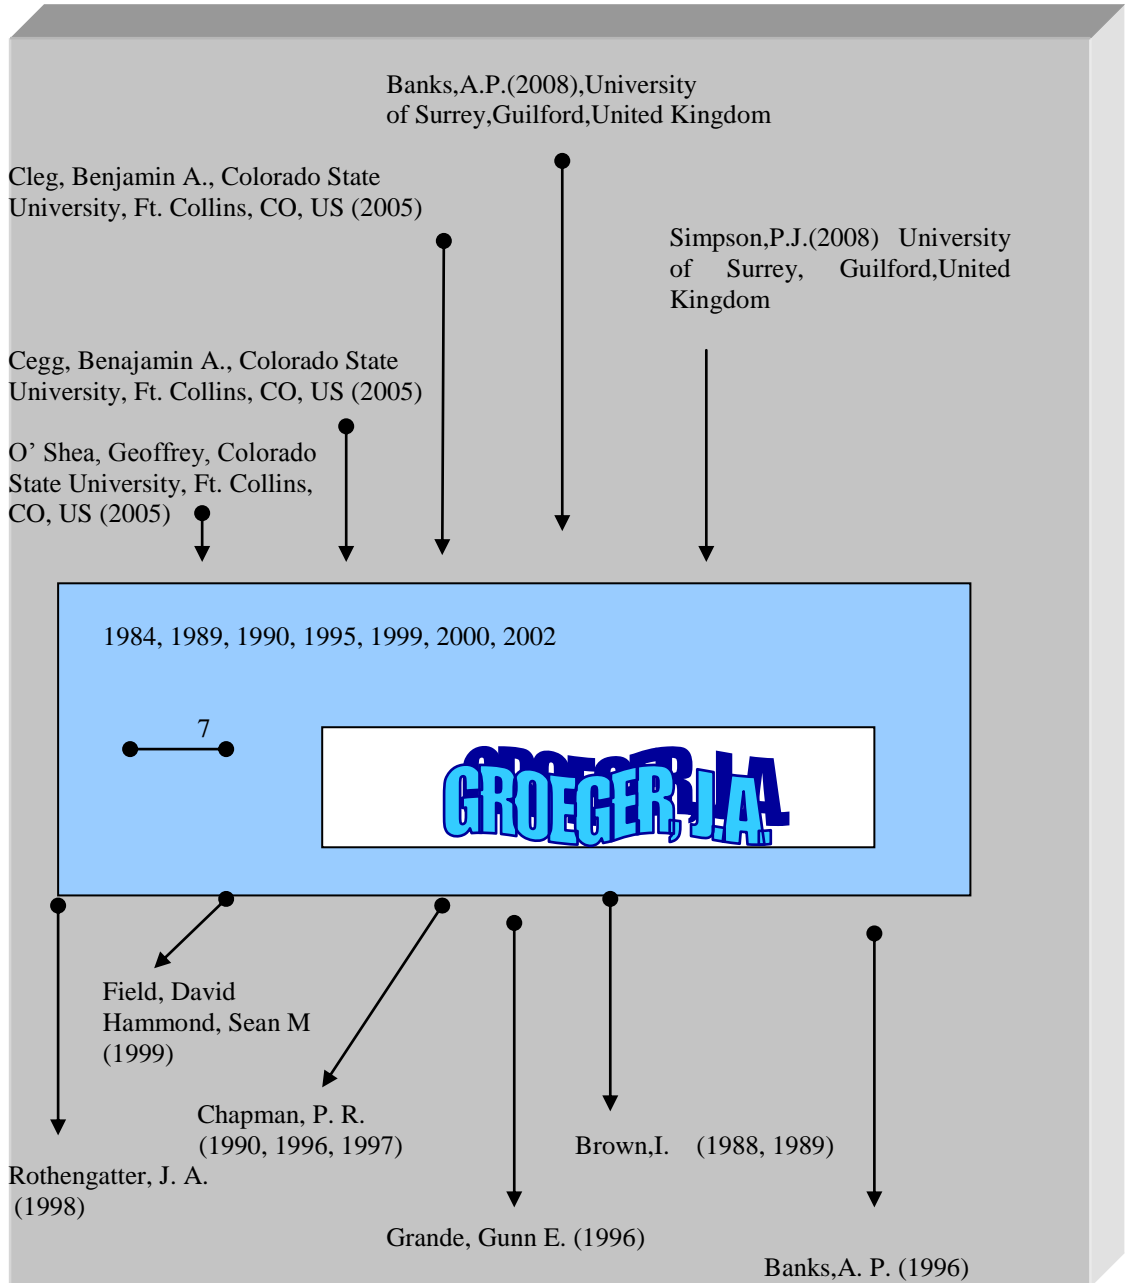 Banks,A.P.(2008),University
of Surrey,Guilford,United Kingdom
Cleg, Benjamin A., Colorado State
University, Ft. Collins, CO, US (2005)
Simpson,P.J.(2008) University
of Surrey, Guilford,United
Kingdom
Cegg, Benajamin A., Colorado State
University, Ft. Collins, CO, US (2005)
O' Shea, Geoffrey, Colorado
State University, Ft. Collins,
CO, US (2005)
1984, 1989, 1990, 1995, 1999, 2000, 2002
7
GROEGER, J.A.
Field, David
Hammond, Sean M
(1999)
Chapman, P. R.
(1990, 1996, 1997)
Brown,I. (1988, 1989)
Rothengatter, J. A.
(1998)
Grande, Gunn E. (1996)
Banks,A. P. (1996)